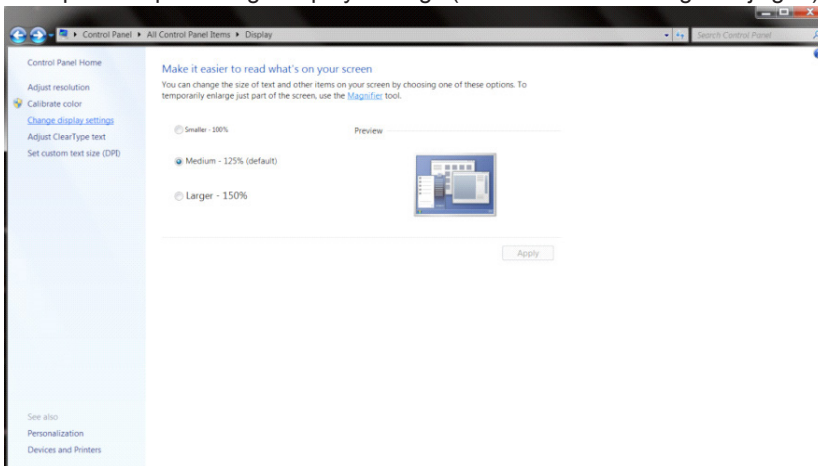 Control Panel ▸ All Control Panel Items ▸ Display
Search Control Panel
Control Panel Home
Adjust resolution
Calibrate color
Change display settings
Adjust ClearType text
Set custom text size (DPI)
Make it easier to read what's on your screen
You can change the size of text and other items on your screen by choosing one of these options. To
temporarily enlarge just part of the screen, use the Magnifier tool.
Smaller - 100%
Preview
Medium - 125% (default)
Larger - 150%
Apply
See also
Personalization
Devices and Printers